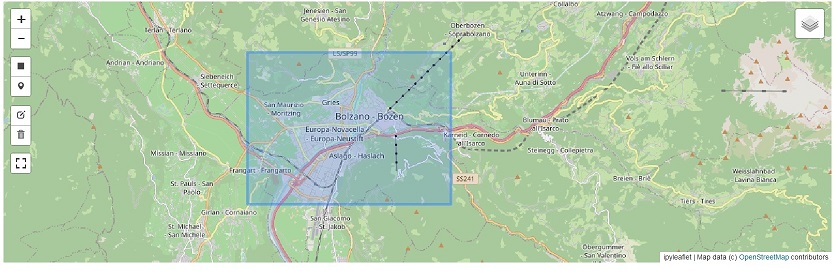 Jenesien - San
Genesio Atesino
Collalbo
Atzwang - Campodazzo
Terlan - Terlano
Oberbozen
Soprabolzano
L5/SP99
Andrian - Andriano
Siebeneich
Settequerce
Unterinn -
Auna di Sotto
Völs am Schlern
- Fiè allo Sciliar
San Maurizio
Moritzing
Gries
Bolzano - Bozen
Blumau - Prato
all'Isarco
Europa-Novacella
Europa-Neustift
Karneid - Cornedo
all'Isarco
Missian - Missiano
Aslago - Haslach
Steinegg - Collepietra
Frangart - Frangarto
SS241
Breien - Brié
Weisslahnbad
Lavina Bianca
St. Pauls - San
Paolo
Tiers - Tires
Girlan - Cornaiano
San Giacomo
St. Jakob
St. Michael -
San Michele
Obergummer -
San Valentino
ipyleaflet | Map data (c) OpenStreetMap contributors